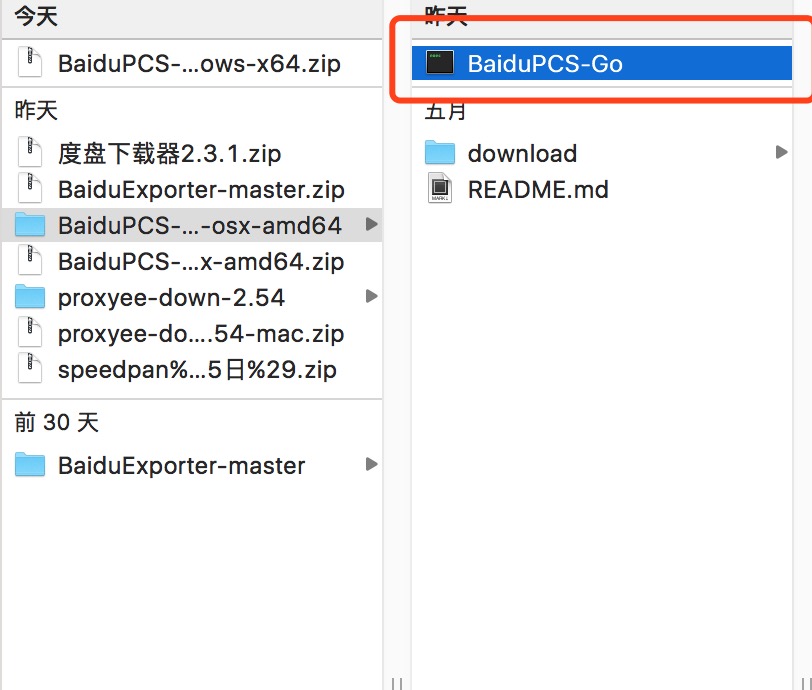 今天
BaiduPCS-...ows-x64.zip
昨天
度盘下载器2.3.1.zip
BaiduExporter-master.zip
BaiduPCS-...-osx-amd64
BaiduPCS-...x-amd64.zip
proxyee-down-2.54
proxyee-do....54-mac.zip
speedpan%...5日%29.zip
前 30 天
BaiduExporter-master
昨天
BaiduPCS-Go
五月
download
README.md